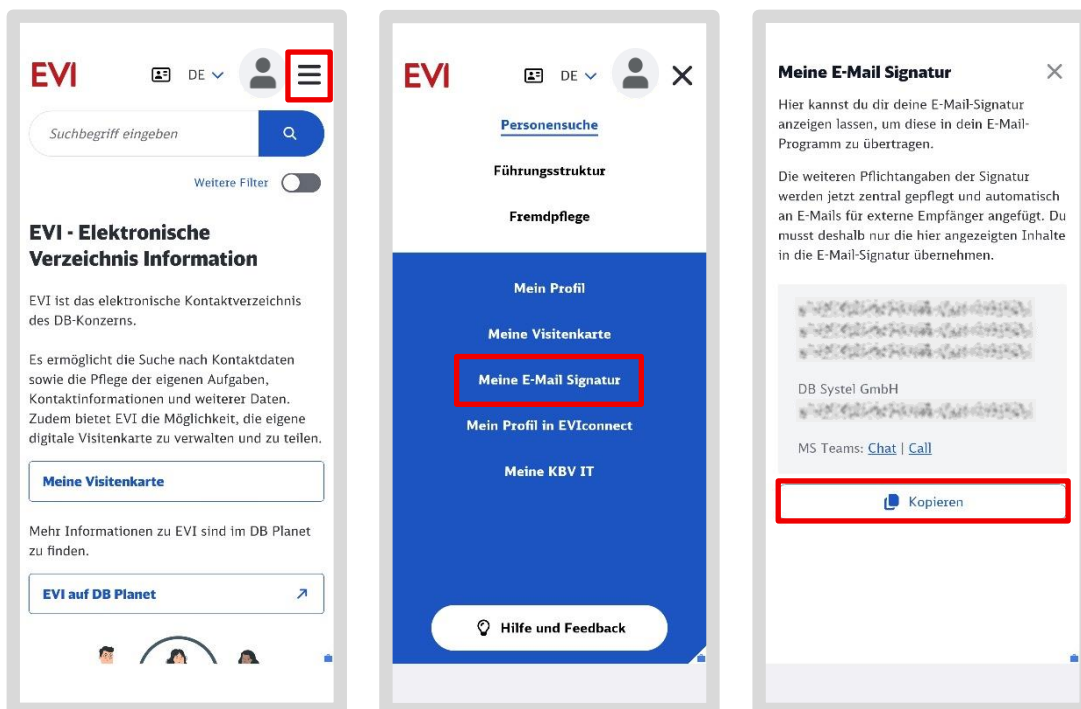 EVI
DE
Suchbegriff eingeben
Weitere Filter
EVI - Elektronische
Verzeichnis Information
EVI ist das elektronische Kontaktverzeichnis
des DB-Konzerns.
Es ermöglicht die Suche nach Kontaktdaten
sowie die Pflege der eigenen Aufgaben,
Kontaktinformationen und weiterer Daten.
Zudem bietet EVI die Möglichkeit, die eigene
digitale Visitenkarte zu verwalten und zu teilen.
Meine Visitenkarte
Mehr Informationen zu EVI sind im DB Planet
zu finden.
EVI auf DB Planet
EVI
DE
Personensuche
Führungsstruktur
Fremdpflege
Mein Profil
Meine Visitenkarte
Meine E-Mail Signatur
Mein Profil in EVIconnect
Meine KBV IT
Hilfe und Feedback
Meine E-Mail Signatur
Hier kannst du dir deine E-Mail-Signatur
anzeigen lassen, um diese in dein E-Mail-
Programm zu übertragen.
Die weiteren Pflichtangaben der Signatur
werden jetzt zentral gepflegt und automatisch
an E-Mails für externe Empfänger angefügt. Du
musst deshalb nur die hier angezeigten Inhalte
in die E-Mail-Signatur übernehmen.
DB Systel GmbH
MS Teams: Chat | Call
Kopieren